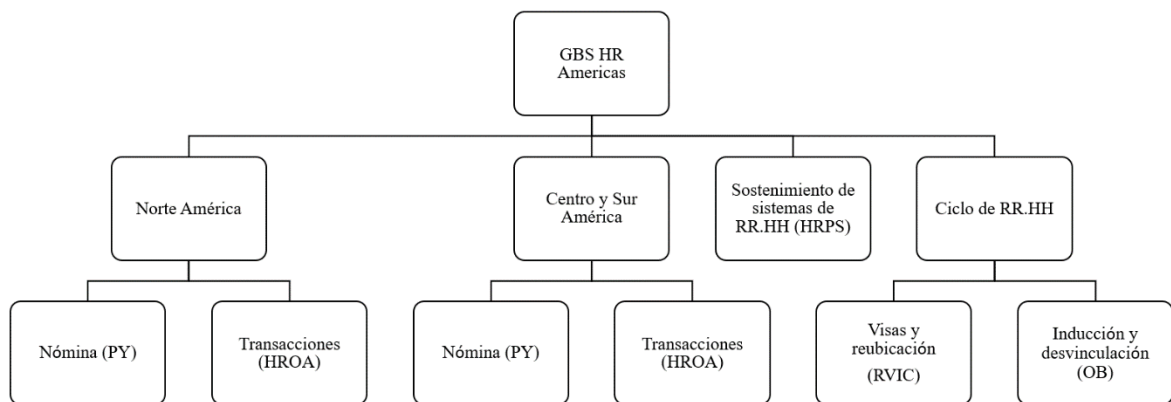 GBS HR
Americas
Norte América
Centro y Sur
América
Sostenimiento de
sistemas de
RR.HH (HRPS)
Ciclo de RR.HH
Nómina (PY)
Transacciones
(HROA)
Nómina (PY)
Transacciones
(HROA)
Visas y
reubicación
(RVIC)
Inducción y
desvinculación
(OB)